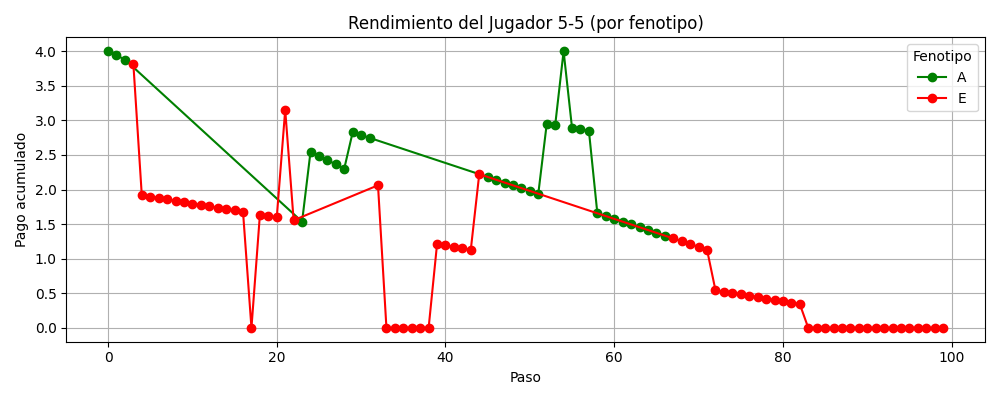 Rendimiento del Jugador 5-5 (por fenotipo)
Pago acumulado
4.0
3.5
3.0
2.5
2.0
1.5
1.0
0.5
0.0
Fenotipo
A
E
0 20 40 60 80 100
Paso